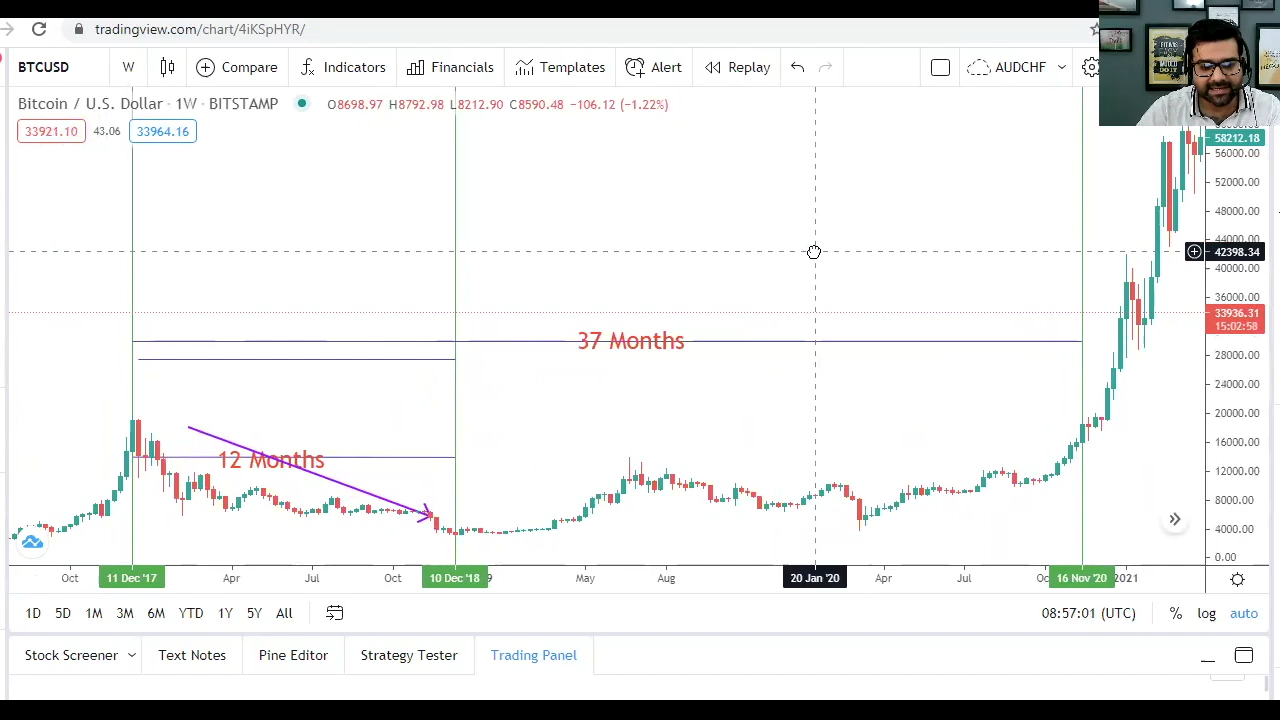 tradingview.com/chart/4iKSpHYR/
BTCUSD W Compare Indicators Financials Templates Alert Replay AUDCHF
Bitcoin / U.S. Dollar · 1W · BITSTAMP O8698.97 H8792.98 L8212.90 C8590.48 −106.12 (−1.22%)
33921.10 43.06 33964.16
58212.18
56000.00
52000.00
48000.00
44000.00
42398.34
40000.00
36000.00
33936.31
15:02:58
37 Months
28000.00
24000.00
20000.00
16000.00
12 Months
12000.00
8000.00
4000.00
0.00
Oct 11 Dec '17 Apr Jul Oct 10 Dec '18 May Aug 20 Jan '20 Apr Jul 16 Nov '20 2021
1D 5D 1M 3M 6M YTD 1Y 5Y All 08:57:01 (UTC) % log auto
Stock Screener Text Notes Pine Editor Strategy Tester Trading Panel